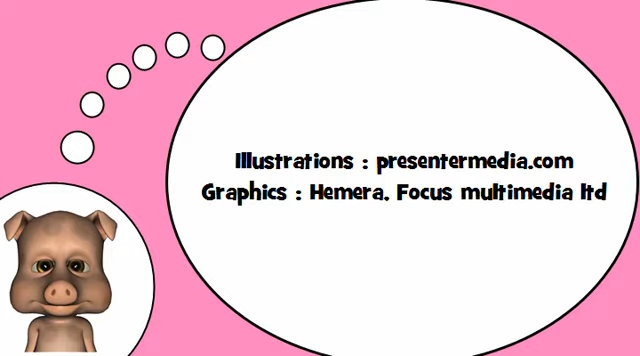 Illustrations : presentermedia.com
Graphics : Hemera. Focus multimedia ltd